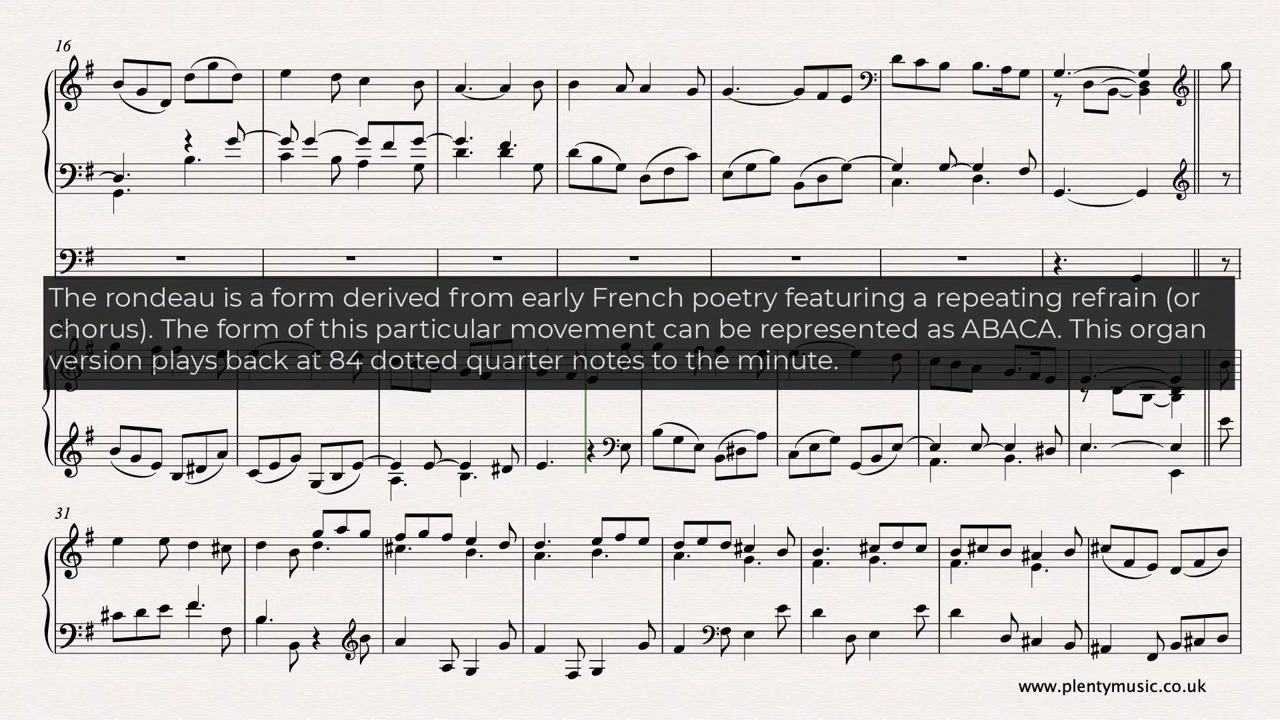 16
The rondeau is a form derived from early French poetry featuring a repeating refrain (or
chorus). The form of this particular movement can be represented as ABACA. This organ
version plays back at 84 dotted quarter notes to the minute.
31
www.plentymusic.co.uk